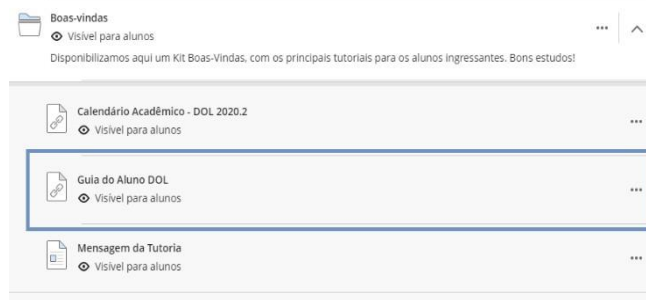 Boas-vindas
Visível para alunos
Disponibilizamos aqui um Kit Boas-Vindas, com os principais tutoriais para os alunos ingressantes. Bons estudos!
Calendário Acadêmico - DOL 2020.2
Visível para alunos
Guia do Aluno DOL
Visível para alunos
Mensagem da Tutoria
Visível para alunos